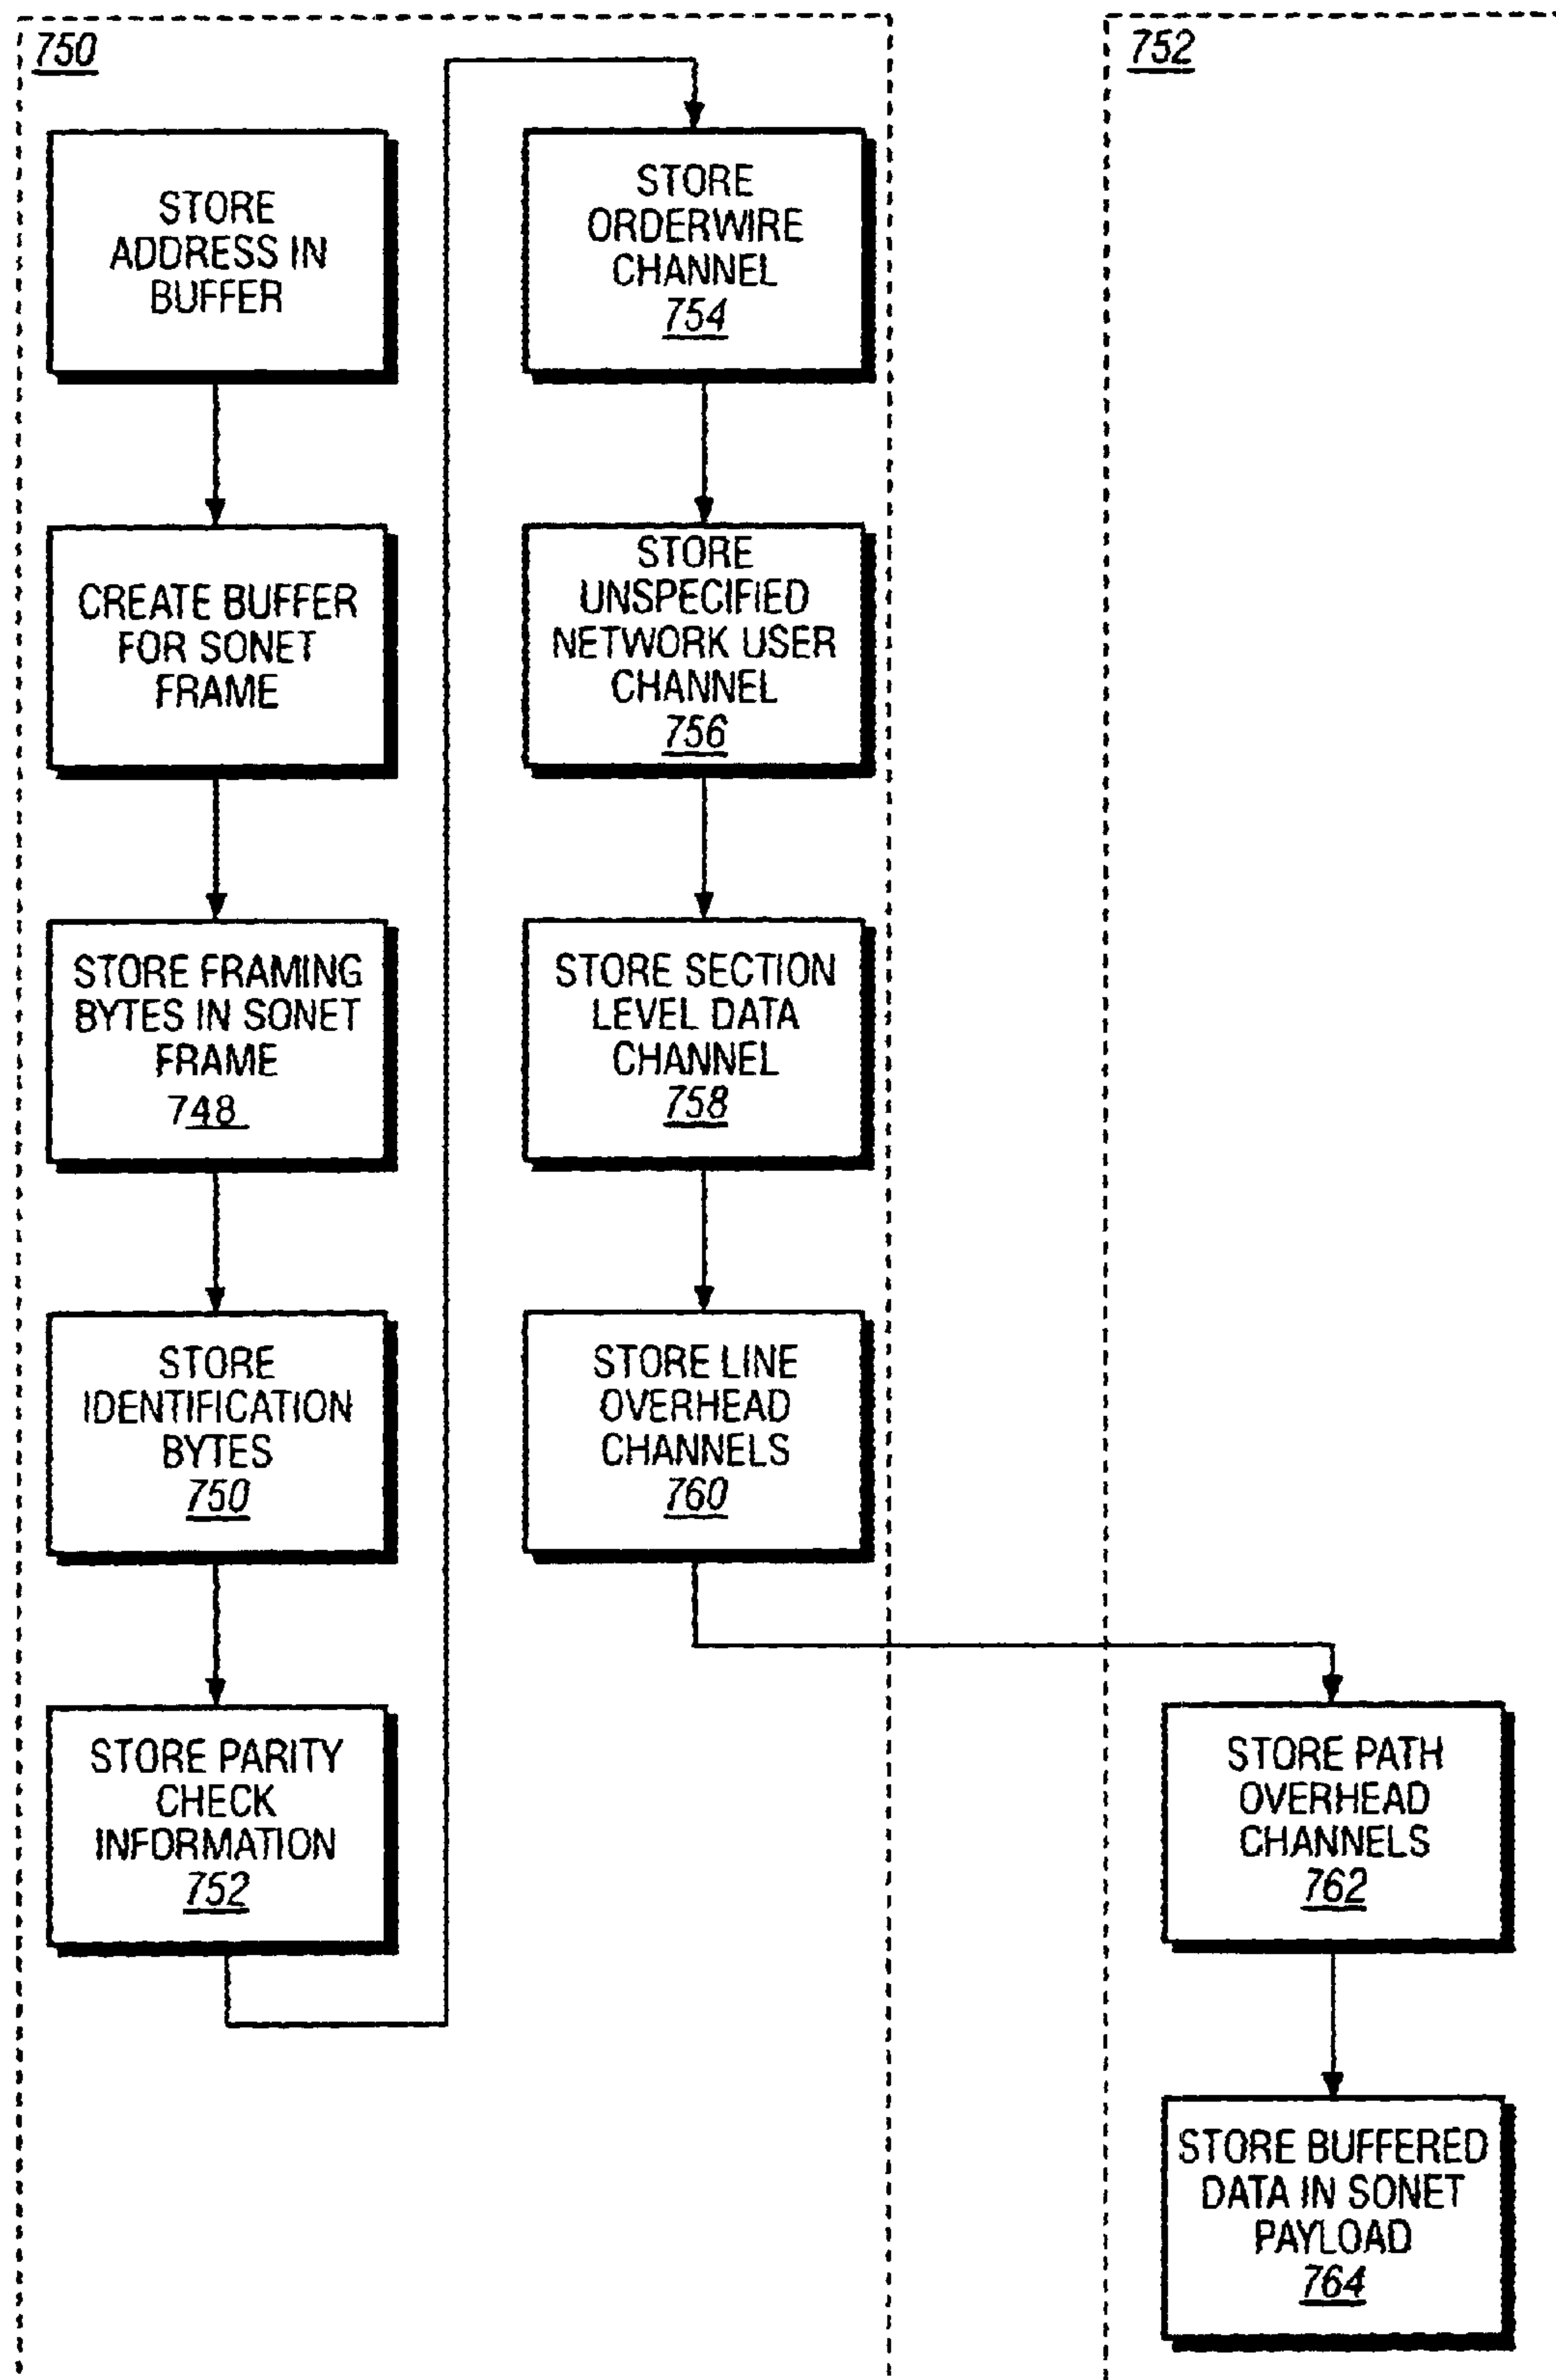 750
STORE
ADDRESS IN
BUFFER
CREATE BUFFER
FOR SONET
FRAME
STORE FRAMING
BYTES IN SONET
FRAME
748
STORE
IDENTIFICATION
BYTES
750
STORE PARITY
CHECK
INFORMATION
752
STORE
ORDERWIRE
CHANNEL
754
STORE
UNSPECIFIED
NETWORK USER
CHANNEL
756
STORE SECTION
LEVEL DATA
CHANNEL
758
STORE LINE
OVERHEAD
CHANNELS
760
752
STORE PATH
OVERHEAD
CHANNELS
762
STORE BUFFERED
DATA IN SONET
PAYLOAD
764